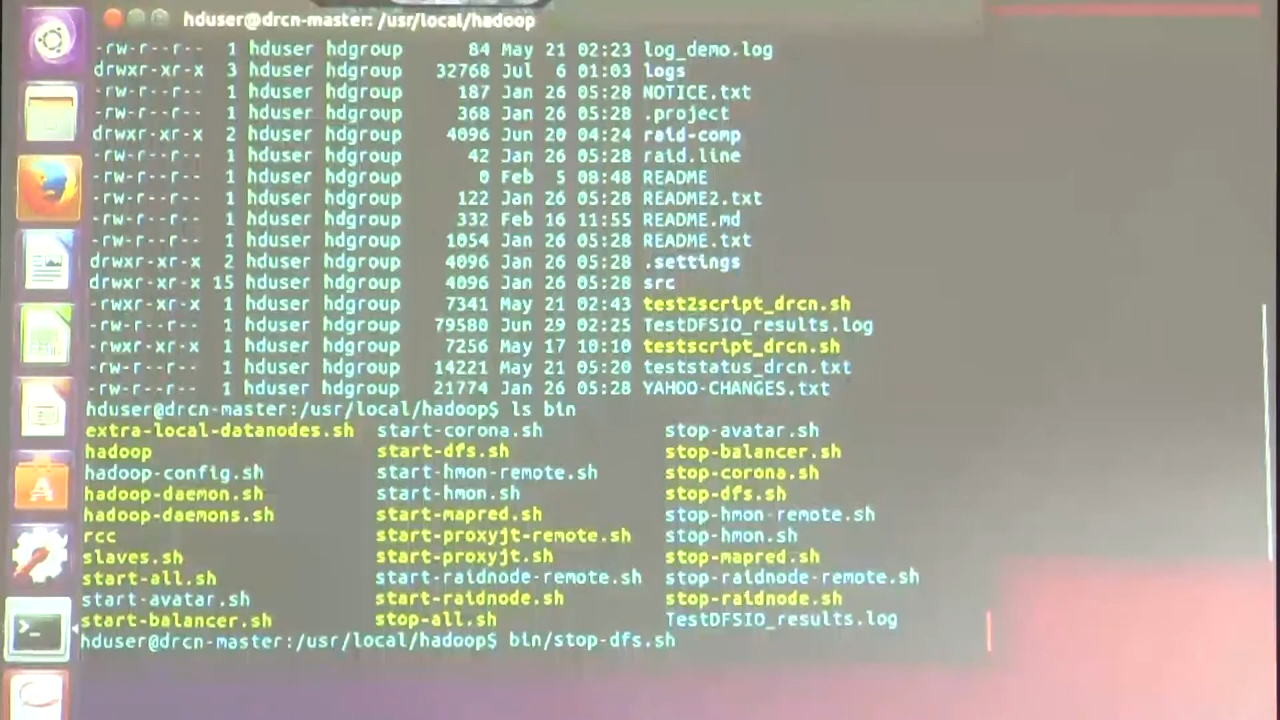 hduser@drcn-master: /usr/local/hadoop
-rw-r--r-- 1 hduser hdgroup 84 May 21 02:23 log_demo.log
drwxr-xr-x 3 hduser hdgroup 32768 Jul 6 01:03 logs
-rw-r--r-- 1 hduser hdgroup 187 Jan 26 05:28 NOTICE.txt
-rw-r--r-- 1 hduser hdgroup 368 Jan 26 05:28 .project
drwxr-xr-x 2 hduser hdgroup 4096 Jun 20 04:24 raid-comp
-rw-r--r-- 1 hduser hdgroup 42 Jan 26 05:28 raid.line
-rw-r--r-- 1 hduser hdgroup 0 Feb 5 08:48 README
-rw-r--r-- 1 hduser hdgroup 122 Jan 26 05:28 README2.txt
-rw-r--r-- 1 hduser hdgroup 332 Feb 16 11:55 README.md
-rw-r--r-- 1 hduser hdgroup 1054 Jan 26 05:28 README.txt
drwxr-xr-x 2 hduser hdgroup 4096 Jan 26 05:28 .settings
drwxr-xr-x 15 hduser hdgroup 4096 Jan 26 05:28 src
-rwxr-xr-x 1 hduser hdgroup 7341 May 21 02:43 test2script_drcn.sh
-rw-r--r-- 1 hduser hdgroup 79580 Jun 29 02:25 TestDFSIO_results.log
-rwxr-xr-x 1 hduser hdgroup 7256 May 17 10:10 testscript_drcn.sh
-rw-r--r-- 1 hduser hdgroup 14221 May 21 05:20 teststatus_drcn.txt
-rw-r--r-- 1 hduser hdgroup 21774 Jan 26 05:28 YAHOO-CHANGES.txt
hduser@drcn-master:/usr/local/hadoop$ ls bin
extra-local-datanodes.sh start-corona.sh stop-avatar.sh
hadoop start-dfs.sh stop-balancer.sh
hadoop-config.sh start-hmon-remote.sh stop-corona.sh
hadoop-daemon.sh start-hmon.sh stop-dfs.sh
hadoop-daemons.sh start-mapred.sh stop-hmon-remote.sh
rcc start-proxyjt-remote.sh stop-hmon.sh
slaves.sh start-proxyjt.sh stop-mapred.sh
start-all.sh start-raidnode-remote.sh stop-raidnode-remote.sh
start-avatar.sh start-raidnode.sh stop-raidnode.sh
start-balancer.sh stop-all.sh TestDFSIO_results.log
hduser@drcn-master:/usr/local/hadoop$ bin/stop-dfs.sh